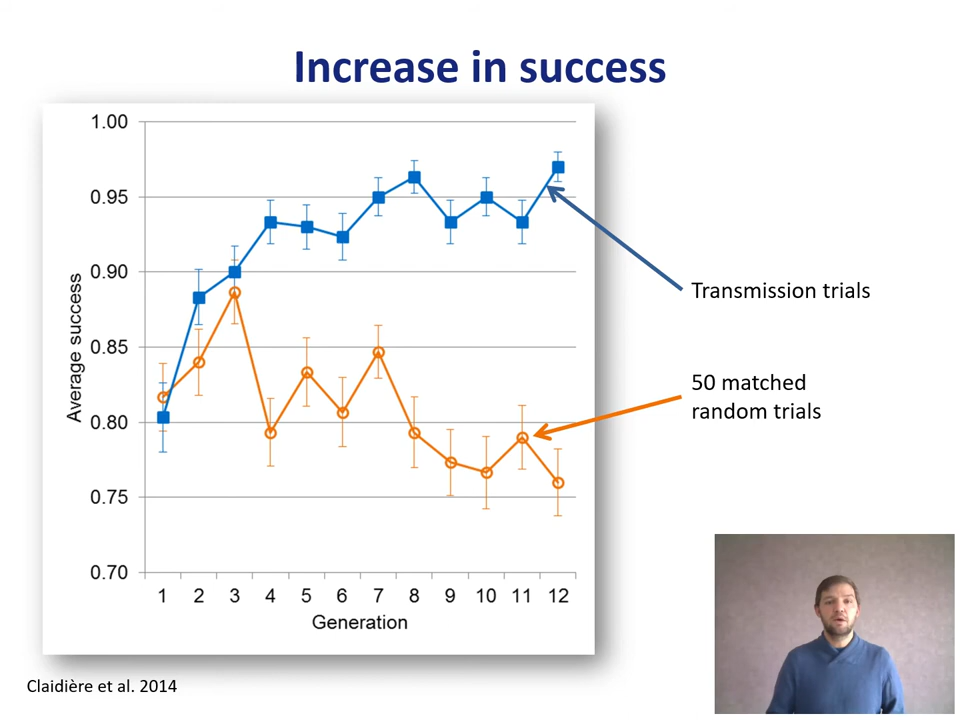 Increase in success
1.00
0.95
0.90
0.85
0.80
0.75
0.70
Average success
1 2 3 4 5 6 7 8 9 10 11 12
Generation
Transmission trials
50 matched
random trials
Claidière et al. 2014